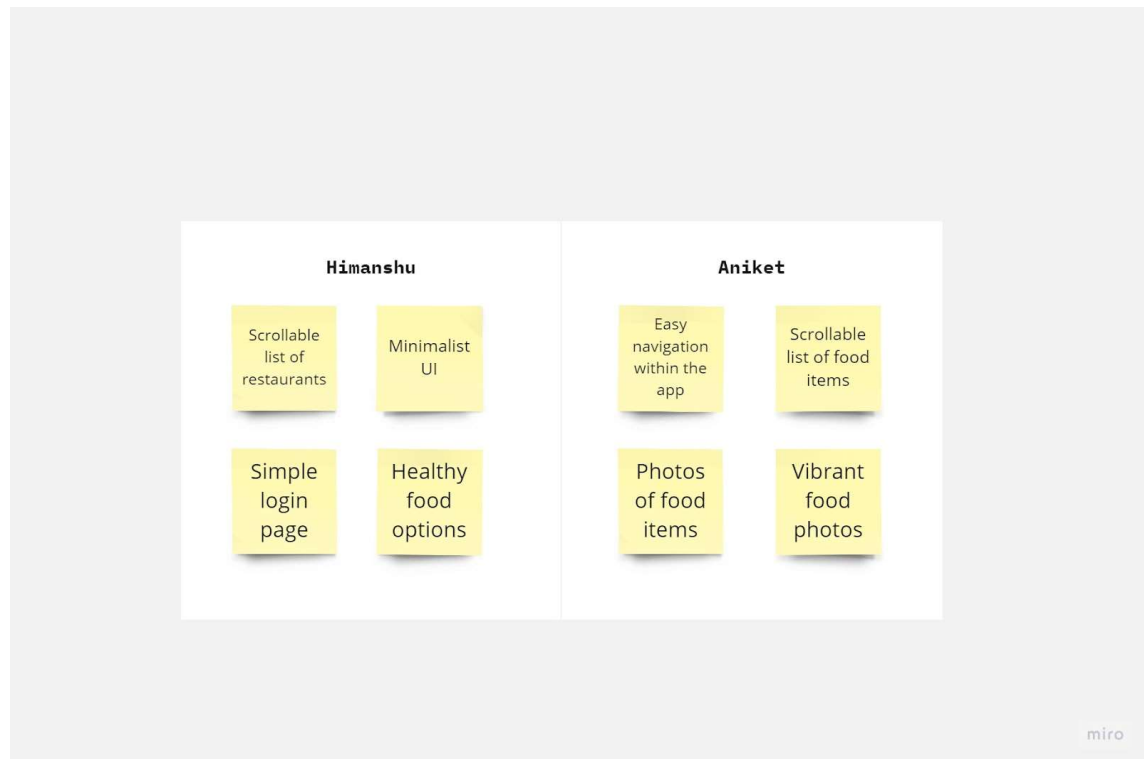 Himanshu
Scrollable
list of
restaurants
Minimalist
UI
Simple
login
page
Healthy
food
options
Aniket
Easy
navigation
within the
app
Scrollable
list of food
items
Photos
of food
items
Vibrant
food
photos
miro